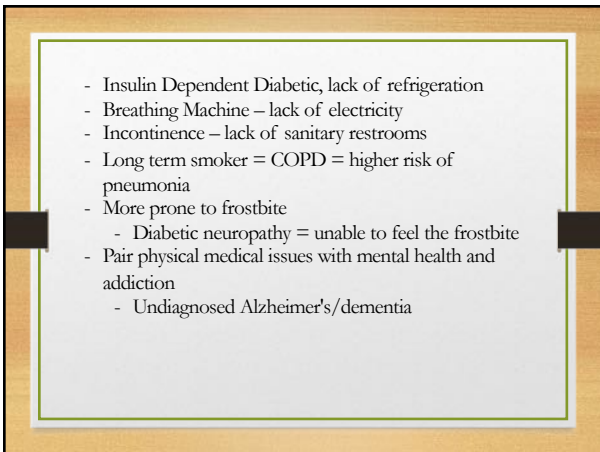 - Insulin Dependent Diabetic, lack of refrigeration
- Breathing Machine – lack of electricity
- Incontinence – lack of sanitary restrooms
- Long term smoker = COPD = higher risk of
pneumonia
- More prone to frostbite
- Diabetic neuropathy = unable to feel the frostbite
- Pair physical medical issues with mental health and
addiction
- Undiagnosed Alzheimer's/dementia